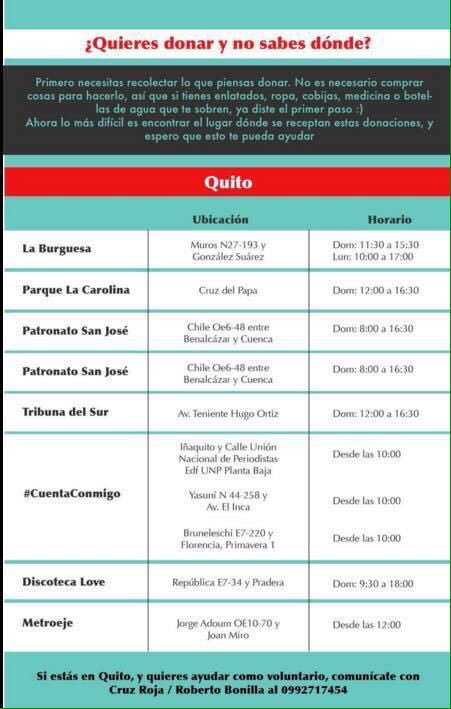 ¿Quieres donar y no sabes dónde?
Primero necesitas recolectar lo que piensas donar. No es necesario comprar
cosas para hacerlo, así que si tienes enlatados, ropa, cobijas, medicina o bote-
llas de agua que te sobren, ya diste el primer paso :)
Ahora lo más difícil es encontrar el lugar dónde se receptan estas donaciones, y
espero que esto te pueda ayudar
Quito
Ubicación Horario
La Burguesa
Muros N27-193 y
González Suárez
Dom: 11:30 a 15:30
Lun: 10:00 a 17:00
Parque La Carolina Cruz del Papa Dom: 12:00 a 16:30
Patronato San José
Chile Oe6-48 entre
Benalcázar y Cuenca
Dom: 8:00 a 16:30
Patronato San José
Chile Oe6-48 entre
Benalcázar y Cuenca
Dom: 8:00 a 16:30
Tribuna del Sur Av. Teniente Hugo Ortiz Dom: 12:00 a 16:30
#CuentaConmigo
Iñaquito y Calle Unión
Nacional de Periodistas
Edf UNP Planta Baja
Desde las 10:00
Yasuní N 44-258 y
Av. El Inca
Desde las 10:00
Bruneleschi E7-220 y
Florencia, Primavera 1
Desde las 10:00
Discoteca Love República E7-34 y Pradera Dom: 9:30 a 18:00
Metroeje
Jorge Adoum OE10-70 y
Joan Miro
Desde las 12:00
Si estás en Quito, y quieres ayudar como voluntario, comunícate con
Cruz Roja / Roberto Bonilla al 0992717454